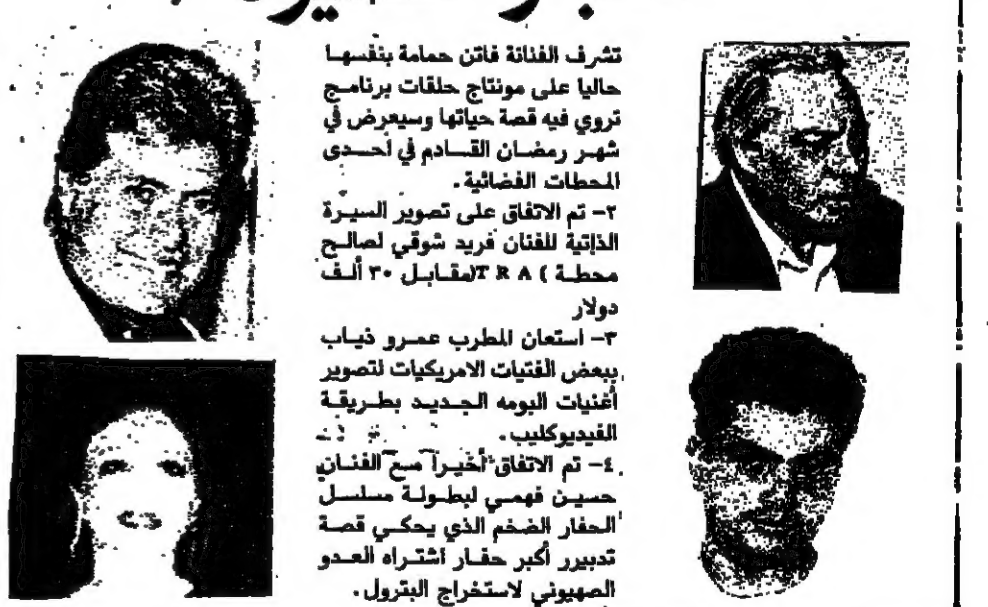 تشرف الفنانة فاتن حمامة بنفسها
حاليا على مونتاج حلقات برنامج
تروي فيه قصة حياتها وسيعرض في
شهر رمضان القادم في احدى
المحطات الفضائية.
٢- تم الاتفاق على تصوير السيرة
الذاتية للفنان فريد شوقي لصالح
محطة ( T R A)مقابل ٣٠ ألف
دولار
٣- استعان المطرب عمرو ذياب
ببعض الفتيات الامريكيات لتصوير
أغنيات البومه الجديد بطريقة
الفيديوكليب.
٤- تم الاتفاق أخيرا مع الفنان
حسين فهمي لبطولة مسلسل
الحفار الضخم الذي يحكي قصة
تدبيرر أكبر حفار اشتراه العدو
الصهيوني لاستخراج البترول.